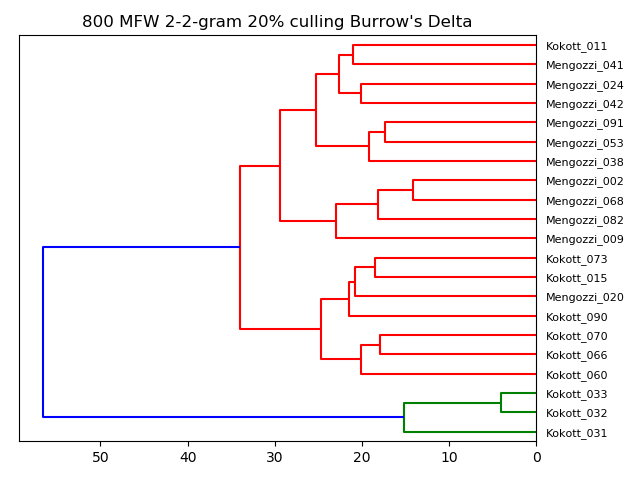 800 MFW 2-2-gram 20% culling Burrow's Delta
Kokott_011
Mengozzi_041
Mengozzi_024
Mengozzi_042
Mengozzi_091
Mengozzi_053
Mengozzi_038
Mengozzi_002
Mengozzi_068
Mengozzi_082
Mengozzi_009
Kokott_073
Kokott_015
Mengozzi_020
Kokott_090
Kokott_070
Kokott_066
Kokott_060
Kokott_033
Kokott_032
Kokott_031
50 40 30 20 10 0